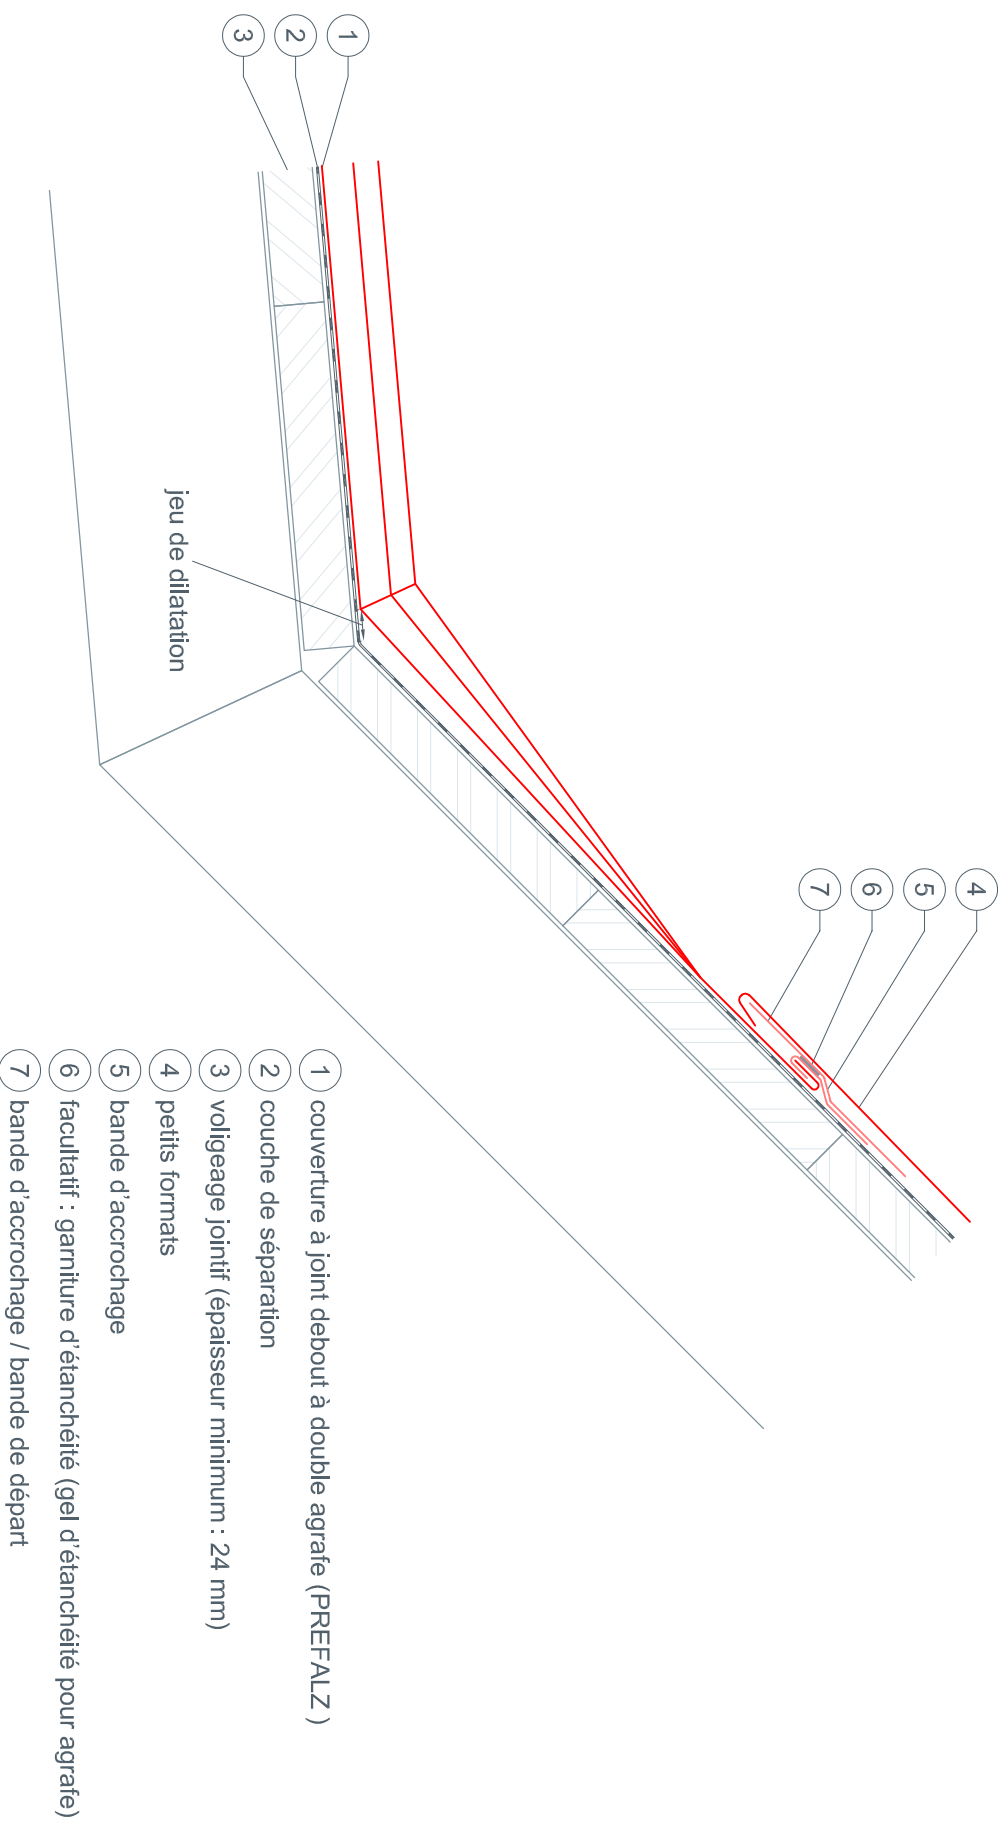 1
2
3
4
5
6
7
jeu de dilatation
1 couverture à joint debout à double agrafe (PREFALZ )
2 couche de séparation
3 voligeage jointif (épaisseur minimum : 24 mm)
4 petits formats
5 bande d'accrochage
6 facultatif : garniture d'étanchéité (gel d'étanchéité pour agrafe)
7 bande d'accrochage / bande de départ